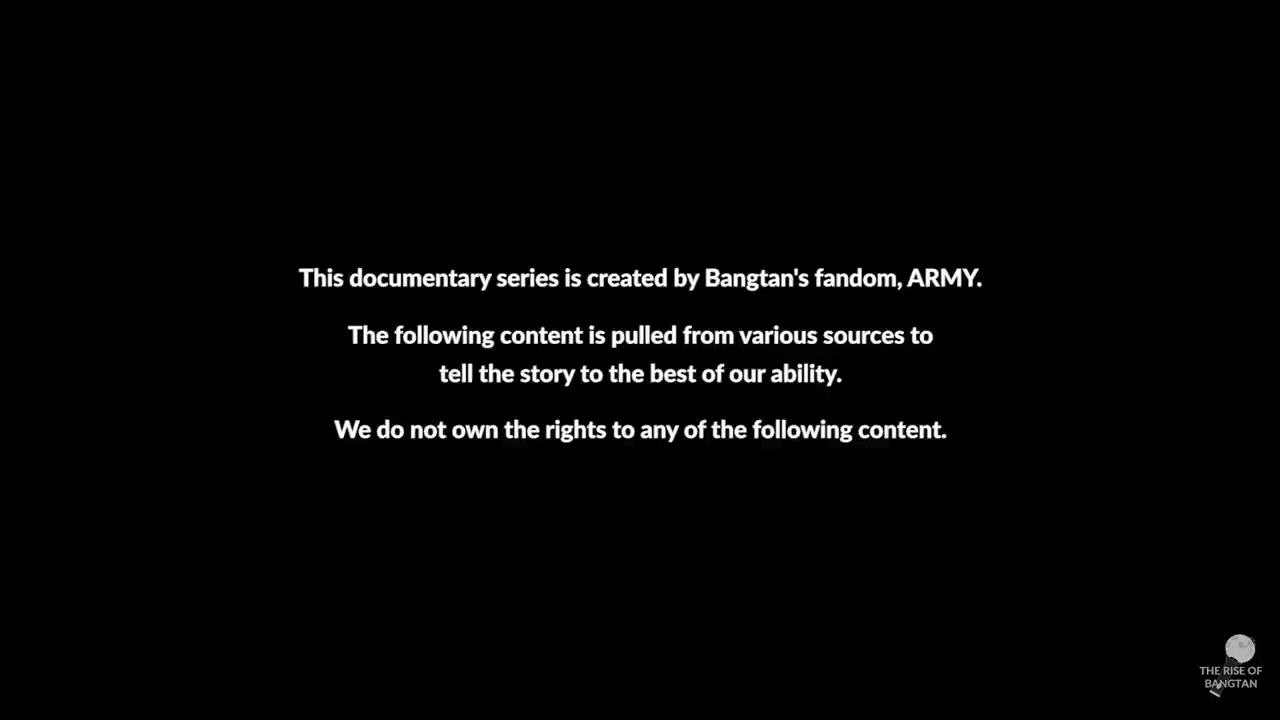 This documentary series is created by Bangtan's fandom, ARMY.
The following content is pulled from various sources to
tell the story to the best of our ability.
We do not own the rights to any of the following content.
THE RISE OF
BANGTAN